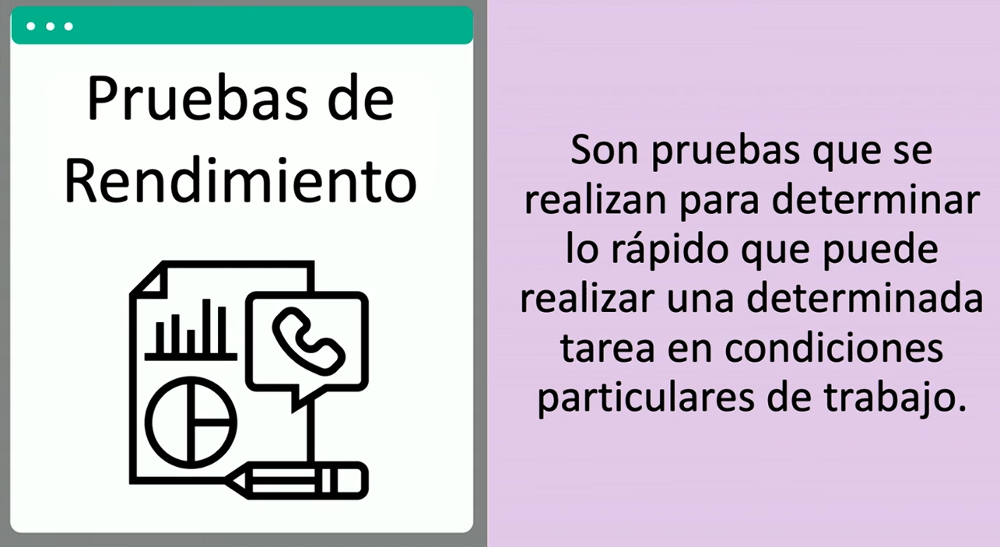 Pruebas de
Rendimiento
Son pruebas que se
realizan para determinar
lo rápido que puede
realizar una determinada
tarea en condiciones
particulares de trabajo.